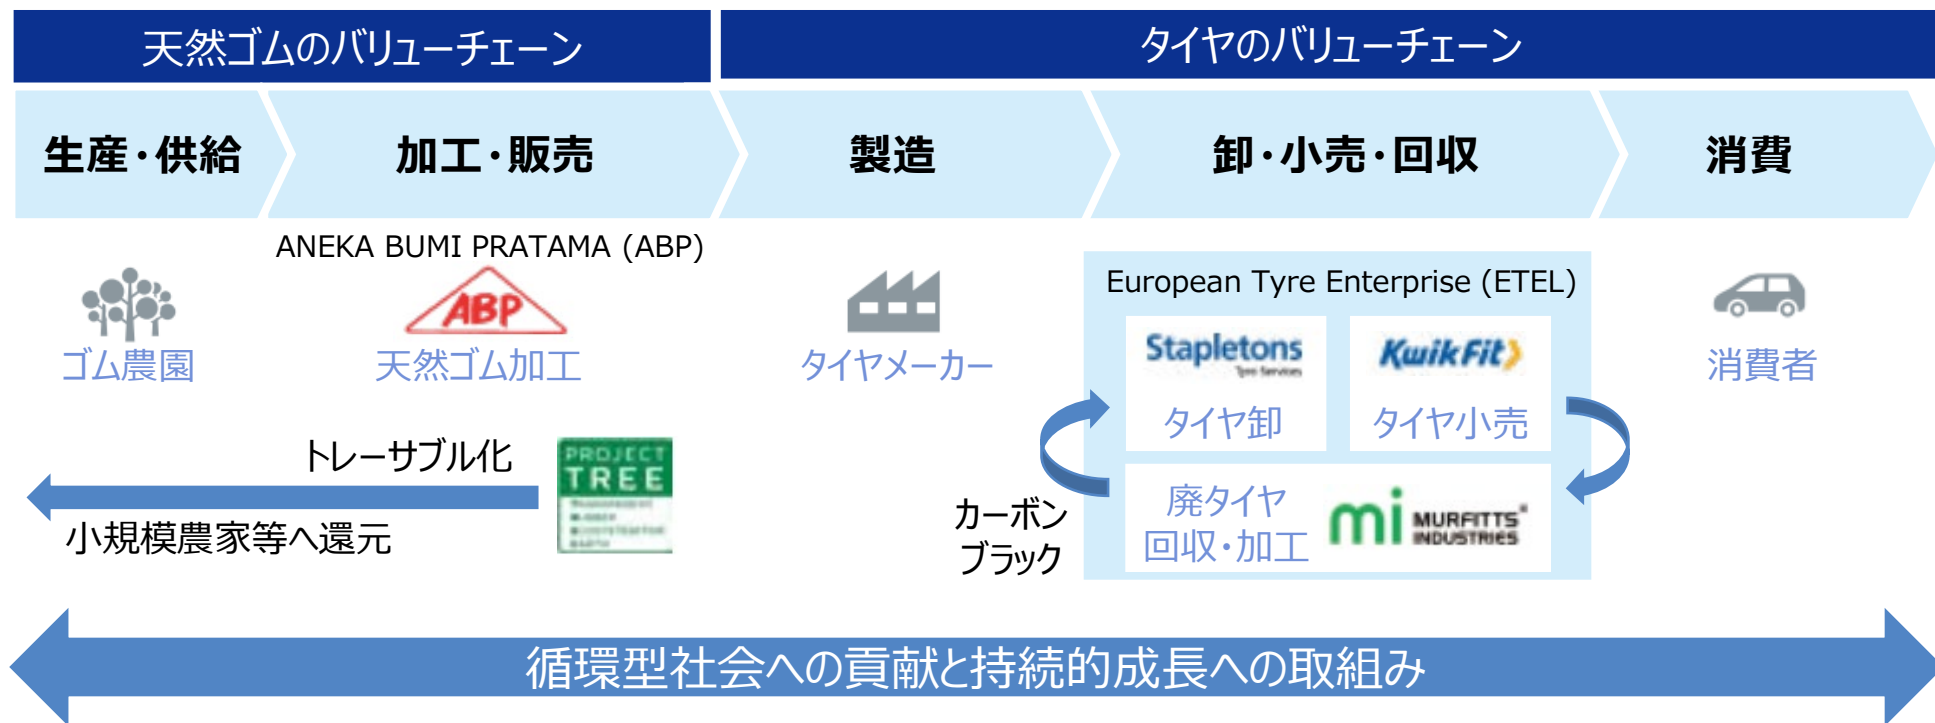 天然ゴムのバリューチェーン
タイヤのバリューチェーン
生産・供給
加工・販売
製造
卸・小売・回収
消費
ANEKA BUMI PRATAMA (ABP)
ABP
ゴム農園
天然ゴム加工
タイヤメーカー
European Tyre Enterprise (ETEL)
Stapletons
Tyre Services
KwikFit
タイヤ卸
タイヤ小売
消費者
トレーサブル化
小規模農家等へ還元
PROJECT
TREE
カーボン
ブラック
廃タイヤ
回収・加工
mi MURFITTS
INDUSTRIES
循環型社会への貢献と持続的成長への取組み